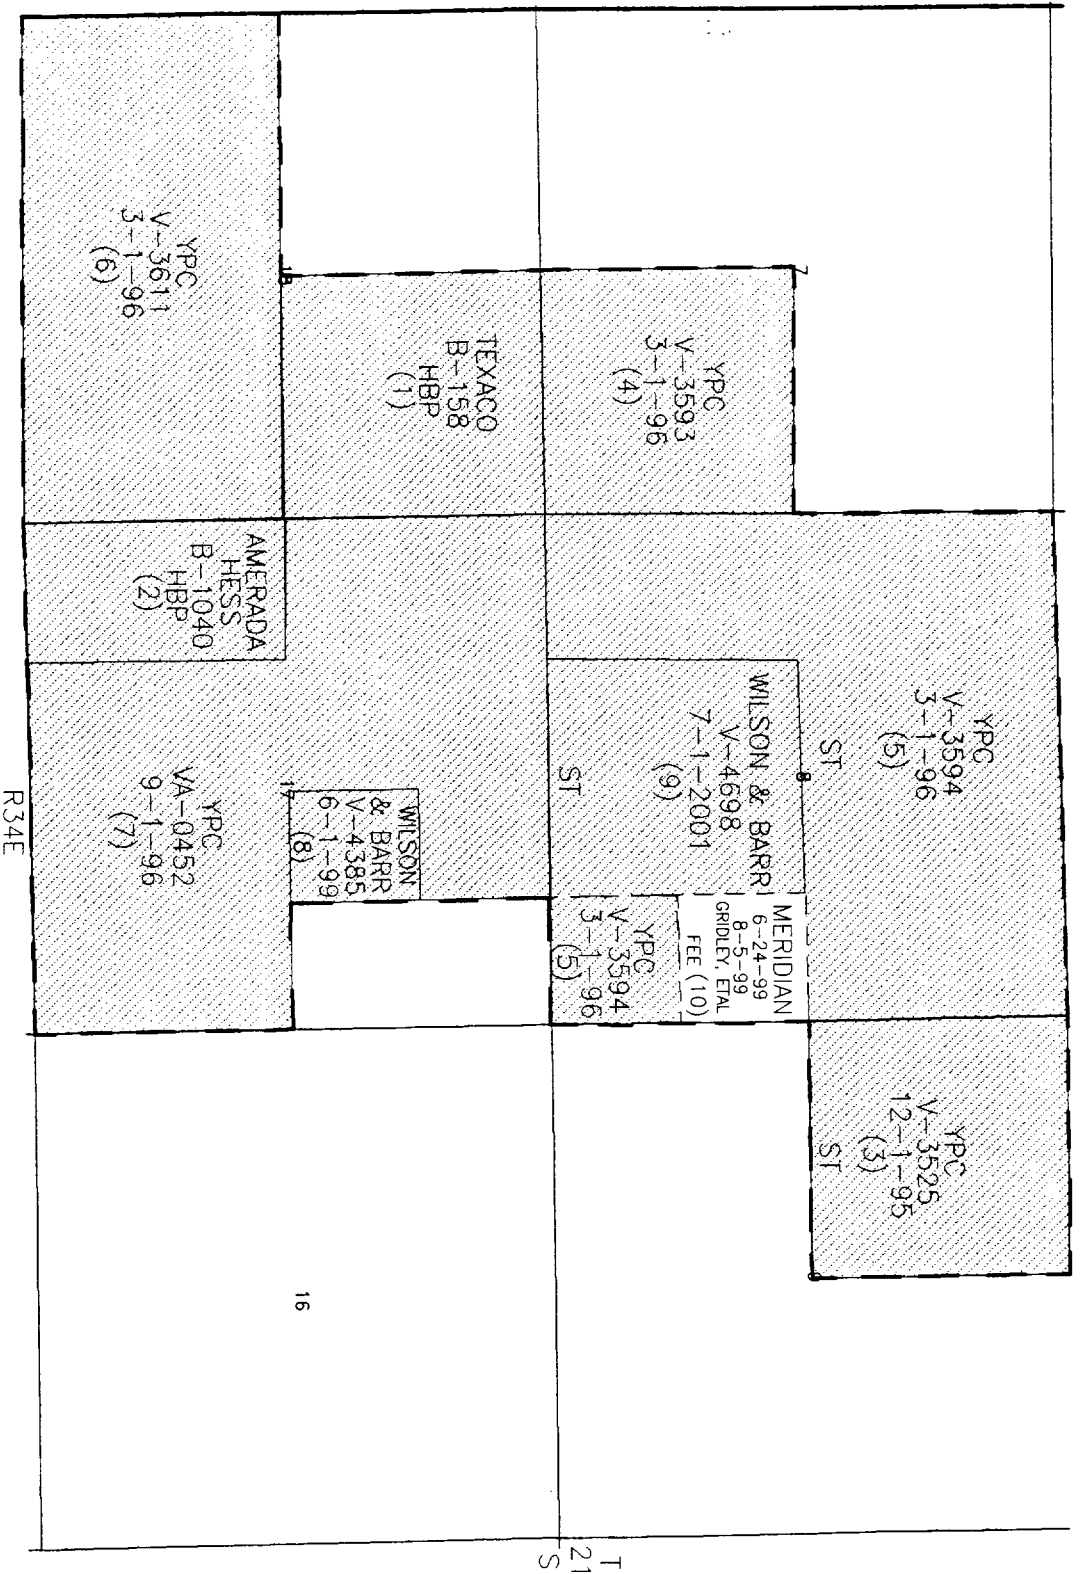 7
YPC
V-3593
3-1-96
(4)
YPC
V-3594
3-1-96
(5)
ST
8
WILSON & BARR
V-4698
7-1-2001
(9)
ST
MERIDIAN
6-24-99
8-5-99
GRIDLEY, ETAL
FEE (10)
YPC
V-3594
3-1-96
(5)
YPC
V-3525
12-1-95
(3)
ST
9
T
21
S
TEXACO
B-158
HBP
(1)
18
YPC
V-3611
3-1-96
(6)
AMERADA
HESS
B-1040
HBP
(2)
WILSON
& BARR
V-4385
6-1-99
(8)
17
YPC
VA-0452
9-1-96
(7)
16
R34E